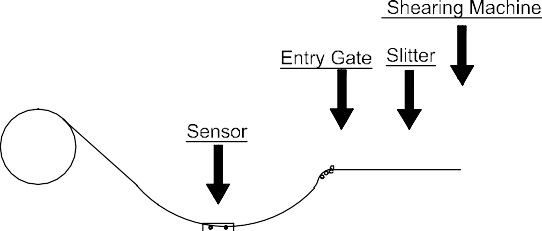 Shearing Machine
Entry Gate
Slitter
Sensor